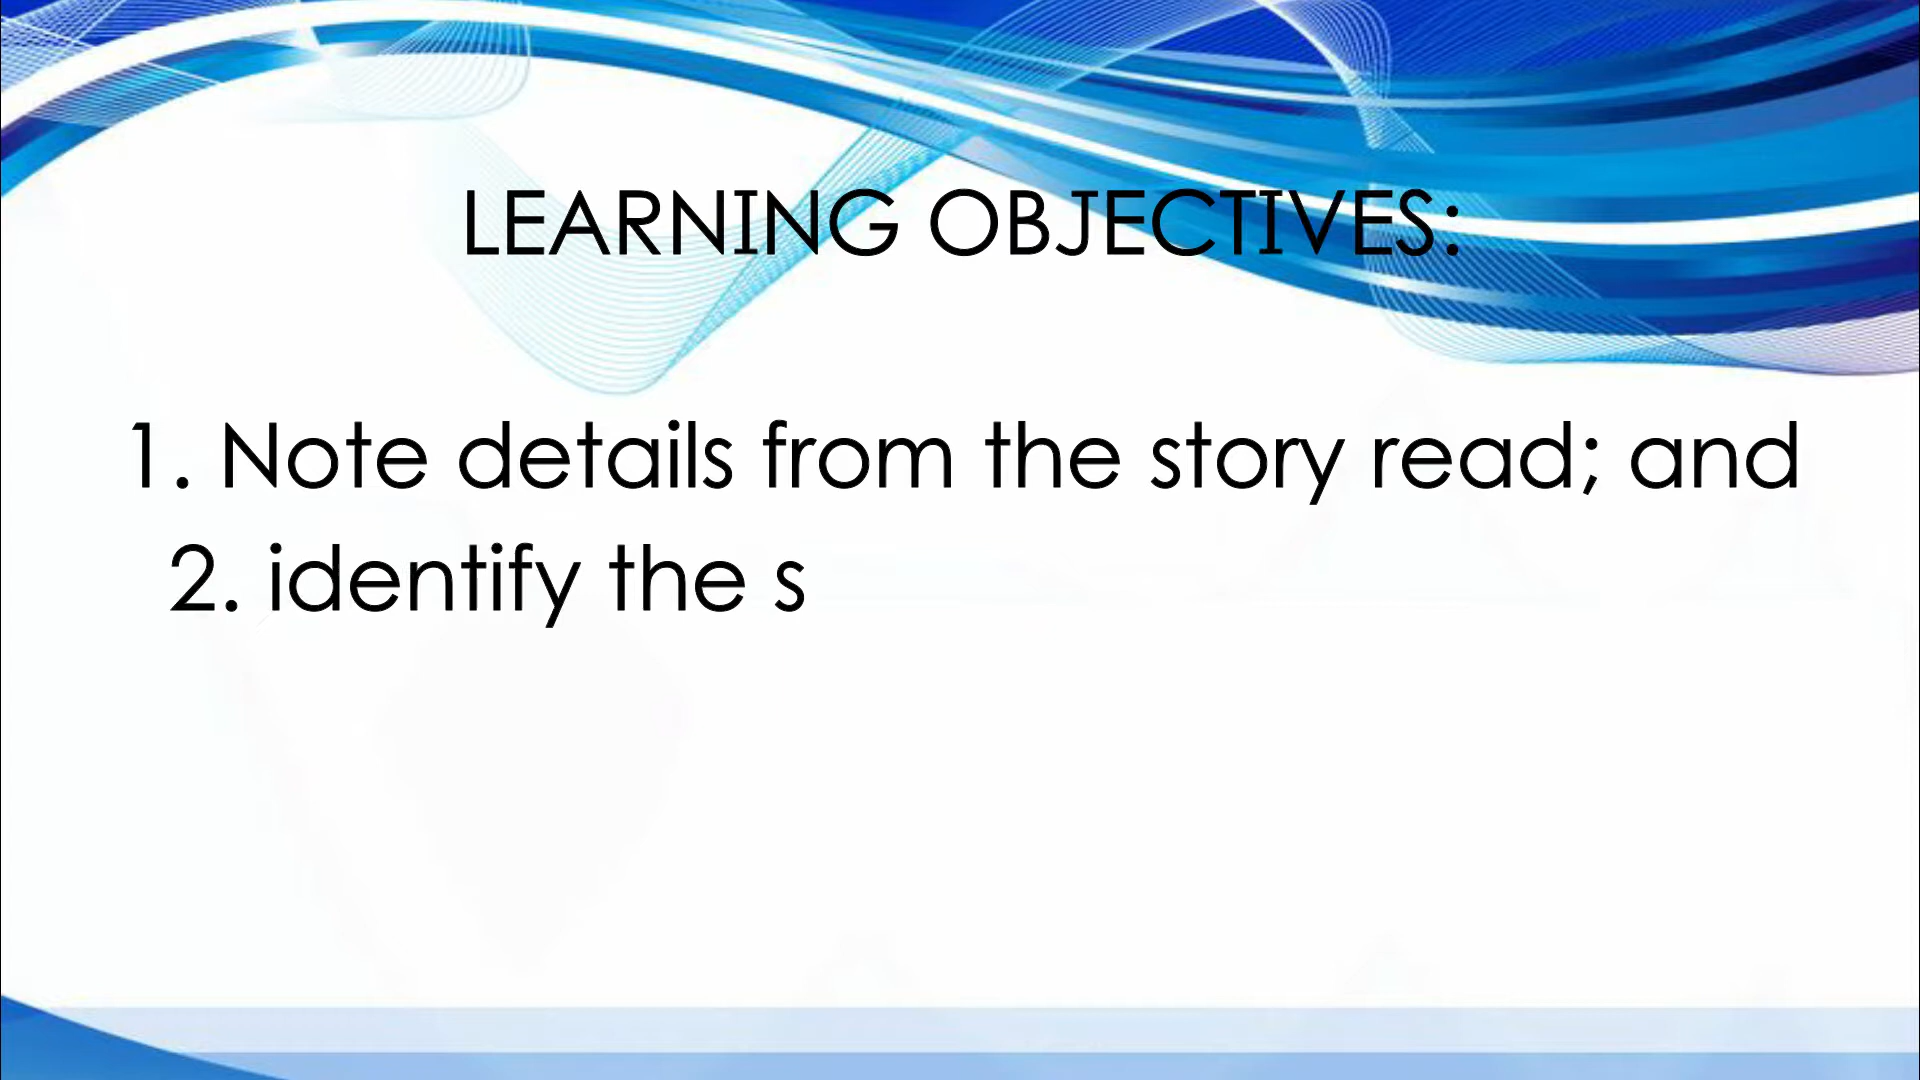 LEARNING OBJECTIVES:
1. Note details from the story read; and
2. identify the s